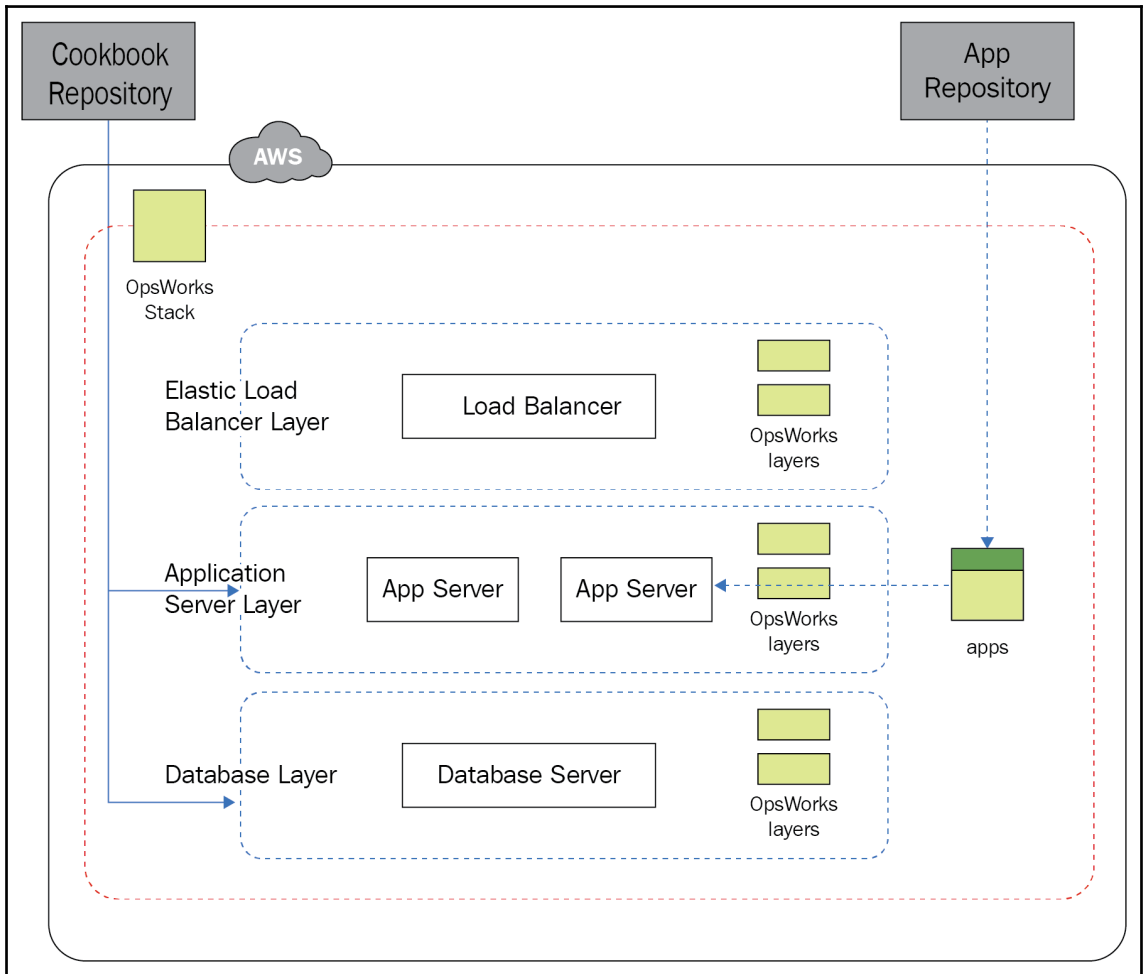 Cookbook
Repository
App
Repository
AWS
OpsWorks
Stack
Elastic Load
Balancer Layer
Load Balancer
OpsWorks
layers
Application
Server Layer
App Server
App Server
OpsWorks
layers
apps
Database Layer
Database Server
OpsWorks
layers